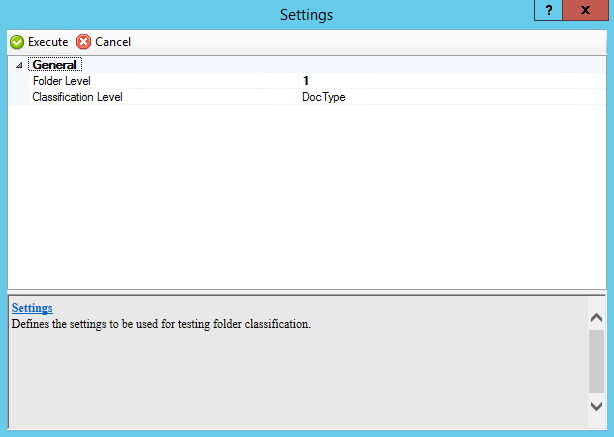 Settings
? x
Execute Cancel
General
Folder Level 1
Classification Level DocType
Settings
Defines the settings to be used for testing folder classification.